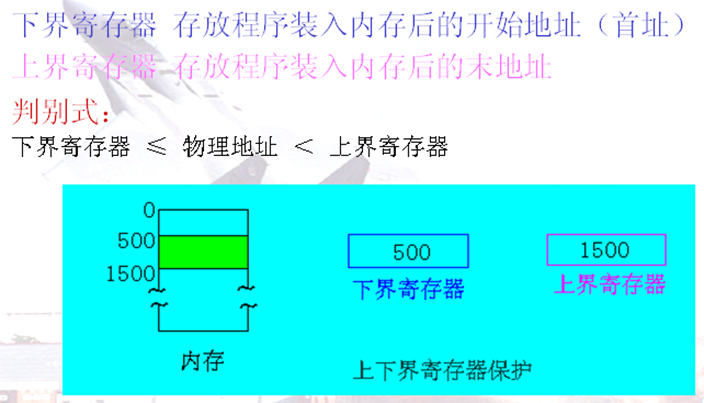 下界寄存器 存放程序装入内存后的开始地址（首址）
上界寄存器 存放程序装入内存后的末地址
判别式：
下界寄存器 ≤ 物理地址 < 上界寄存器
0
500
1500
内存
500
下界寄存器
1500
上界寄存器
上下界寄存器保护